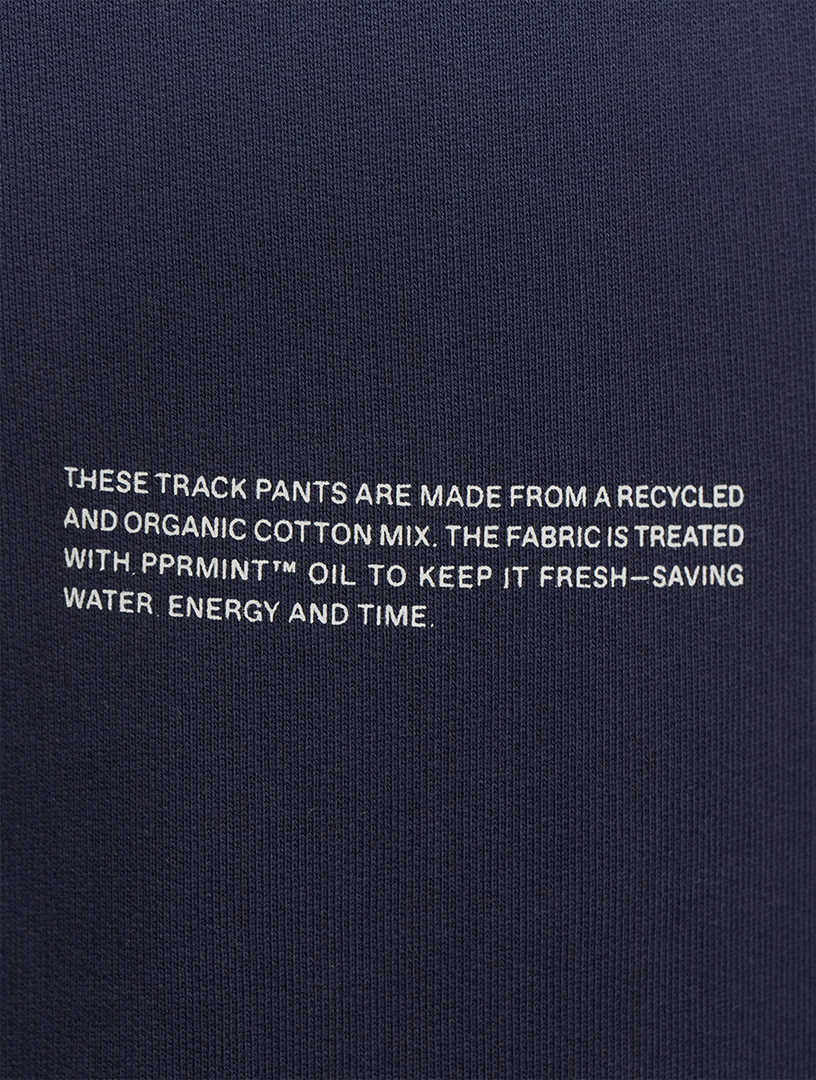 THESE TRACK PANTS ARE MADE FROM A RECYCLED
AND ORGANIC COTTON MIX. THE FABRIC IS TREATED
WITH PPRMINT™ OIL TO KEEP IT FRESH—SAVING
WATER, ENERGY AND TIME.